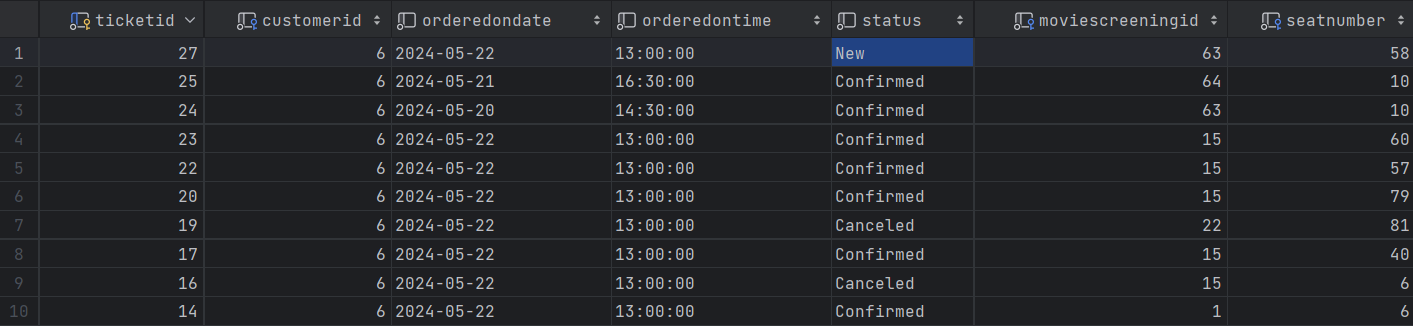 ticketid customerid orderedondate orderedontime status moviescreeningid seatnumber
1 27 6 2024-05-22 13:00:00 New 63 58
2 25 6 2024-05-21 16:30:00 Confirmed 64 10
3 24 6 2024-05-20 14:30:00 Confirmed 63 10
4 23 6 2024-05-22 13:00:00 Confirmed 15 60
5 22 6 2024-05-22 13:00:00 Confirmed 15 57
6 20 6 2024-05-22 13:00:00 Confirmed 15 79
7 19 6 2024-05-22 13:00:00 Canceled 22 81
8 17 6 2024-05-22 13:00:00 Confirmed 15 40
9 16 6 2024-05-22 13:00:00 Canceled 15 6
10 14 6 2024-05-22 13:00:00 Confirmed 1 6